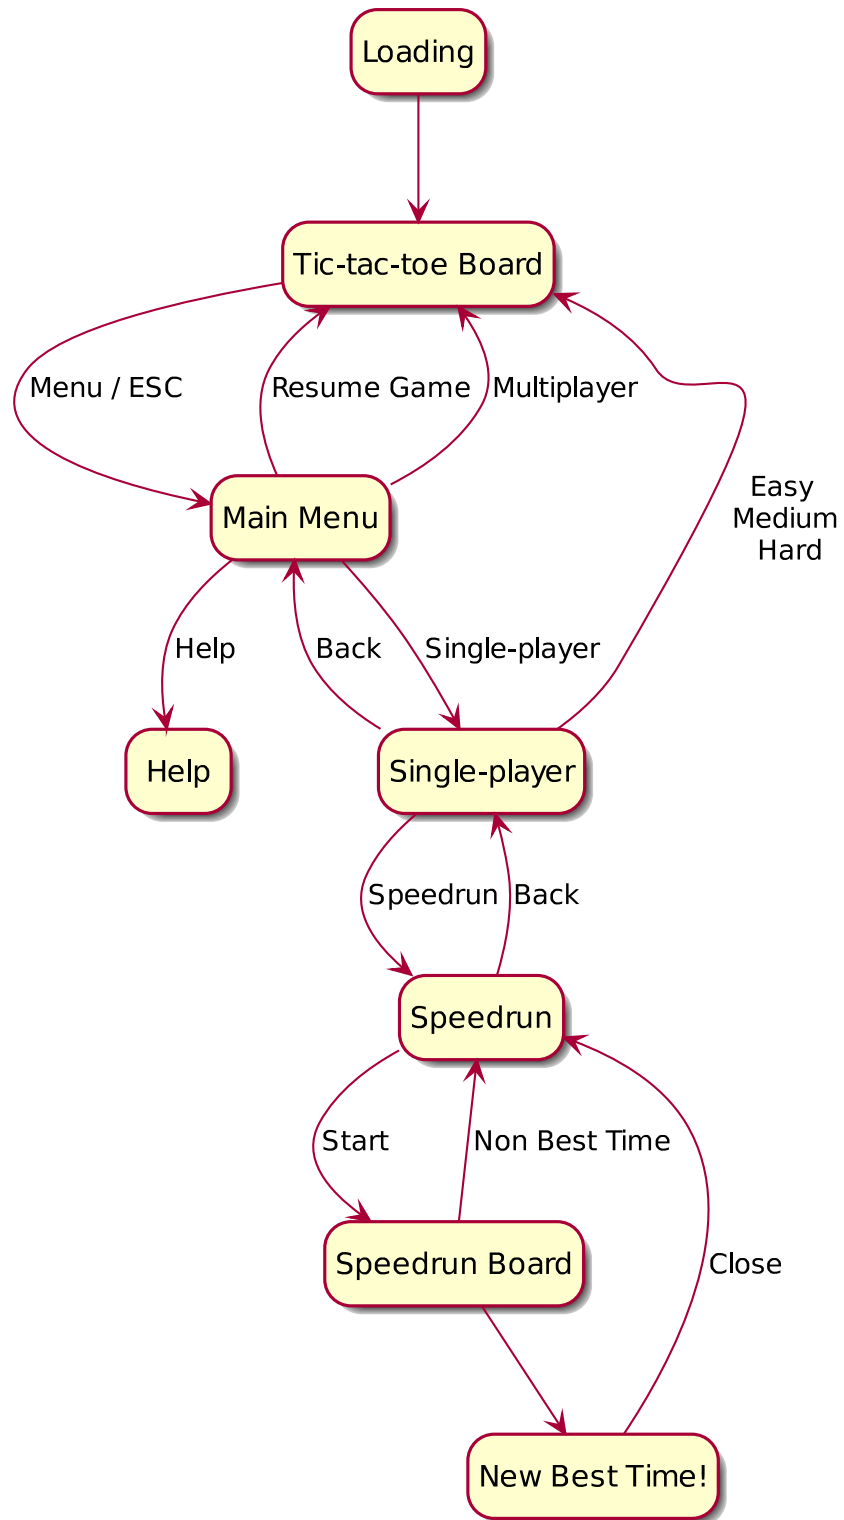 Loading
Tic-tac-toe Board
Menu / ESC
Resume Game
Multiplayer
Main Menu
Easy
Medium
Hard
Help
Back
Single-player
Help
Single-player
Speedrun
Back
Speedrun
Start
Non Best Time
Speedrun Board
Close
New Best Time!